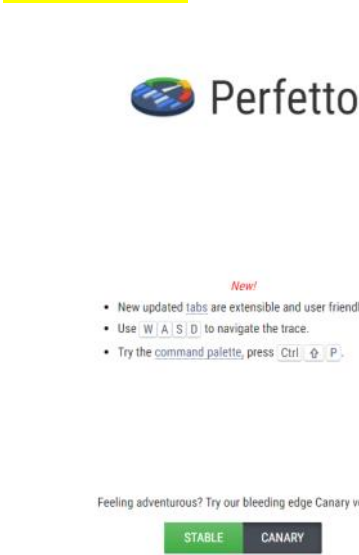 Perfetto
New!
• New updated tabs are extensible and user friendl
• Use W A S D to navigate the trace.
• Try the command palette, press Ctrl ⇧ P.
Feeling adventurous? Try our bleeding edge Canary v
STABLE CANARY